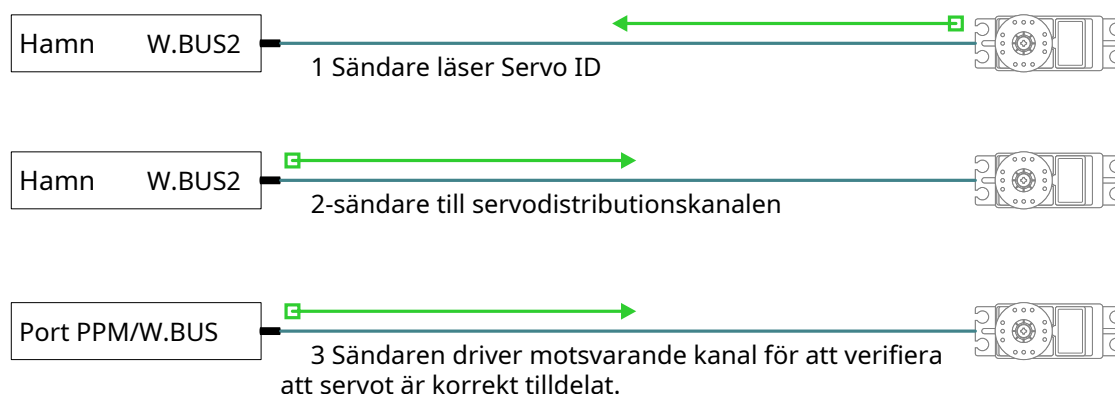 Hamn W.BUS2
1 Sändare läser Servo ID
Hamn W.BUS2
2-sändare till servodistributionskanalen
Port PPM/W.BUS
3 Sändaren driver motsvarande kanal för att verifiera
att servot är korrekt tilldelat.